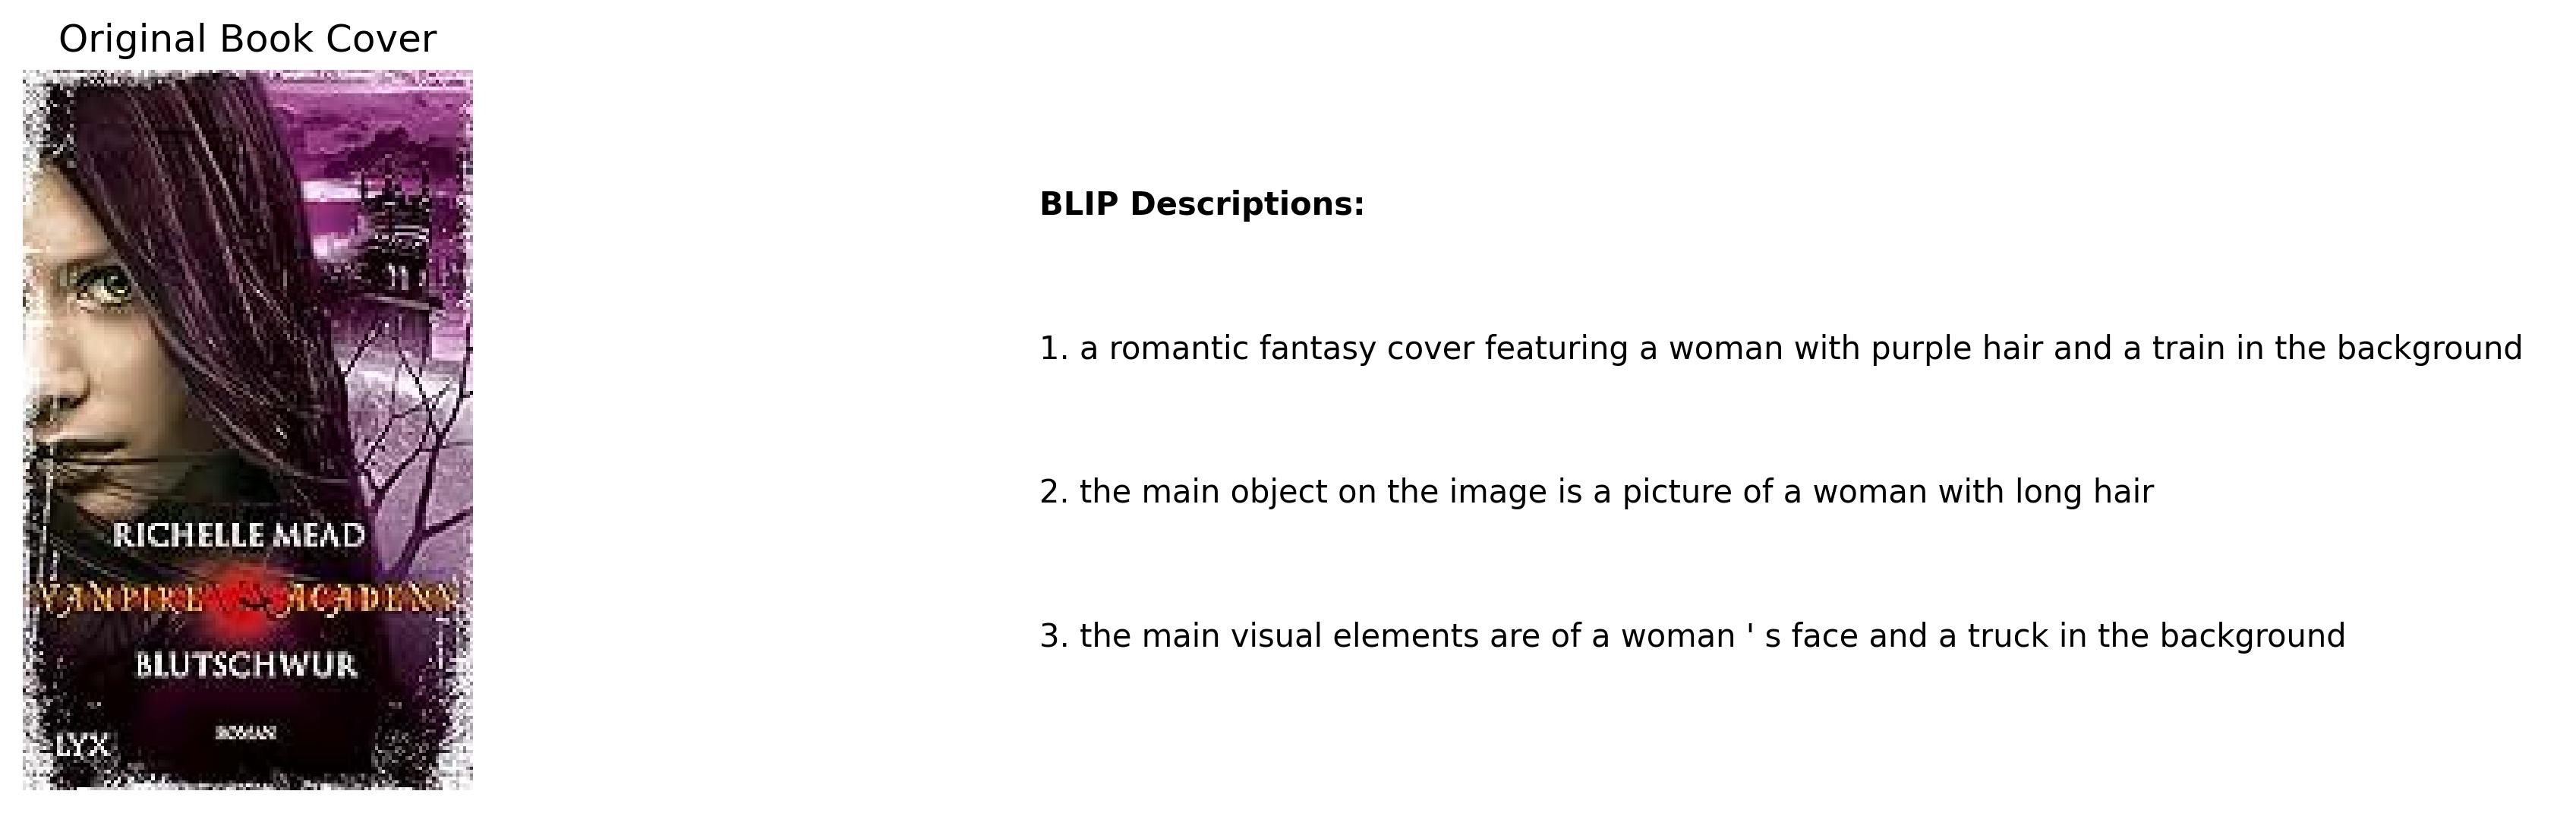 Original Book Cover
RICHELLE MEAD
VAMPIRE ACADEMY
BLUTSCHWUR
ROMAN
LYX
BLIP Descriptions:
1. a romantic fantasy cover featuring a woman with purple hair and a train in the background
2. the main object on the image is a picture of a woman with long hair
3. the main visual elements are of a woman ' s face and a truck in the background